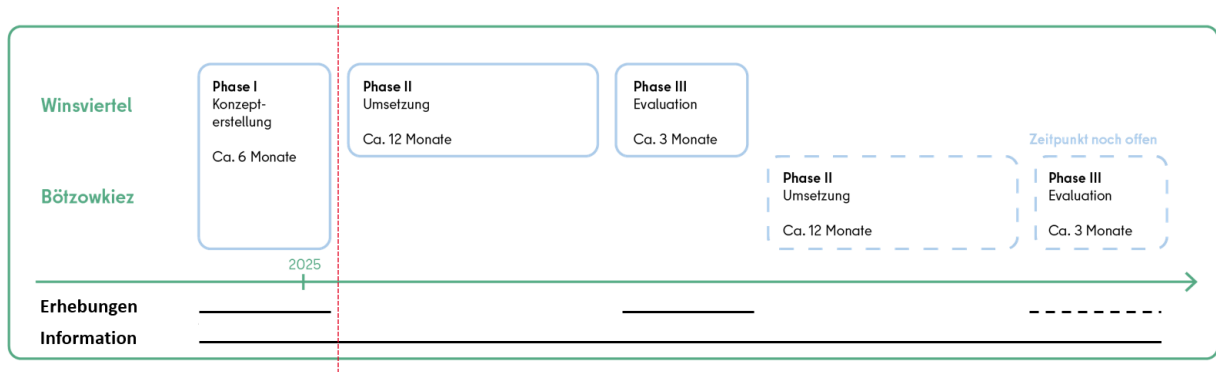 Winsviertel
Phase I
Konzept-
erstellung
Ca. 6 Monate
Phase II
Umsetzung
Ca. 12 Monate
Phase III
Evaluation
Ca. 3 Monate
Bötzowkiez
Phase II
Umsetzung
Ca. 12 Monate
Zeitpunkt noch offen
Phase III
Evaluation
Ca. 3 Monate
2025
Erhebungen
Information